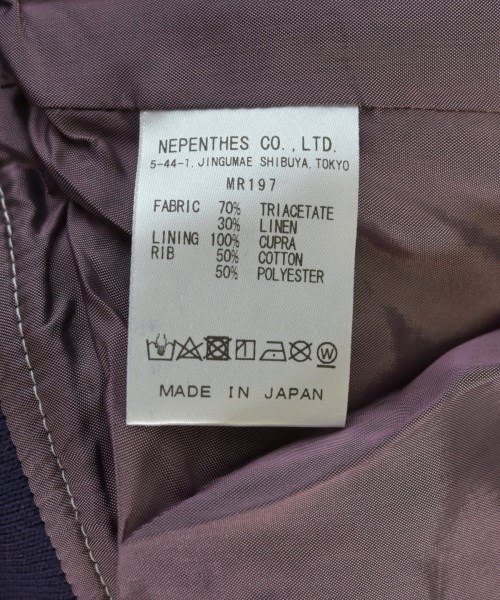 NEPENTHES CO.,LTD.
5-44-1, JINGUMAE SHIBUYA, TOKYO
MR197
FABRIC 70% TRIACETATE
30% LINEN
LINING 100% CUPRA
RIB 50% COTTON
50% POLYESTER
W
MADE IN JAPAN